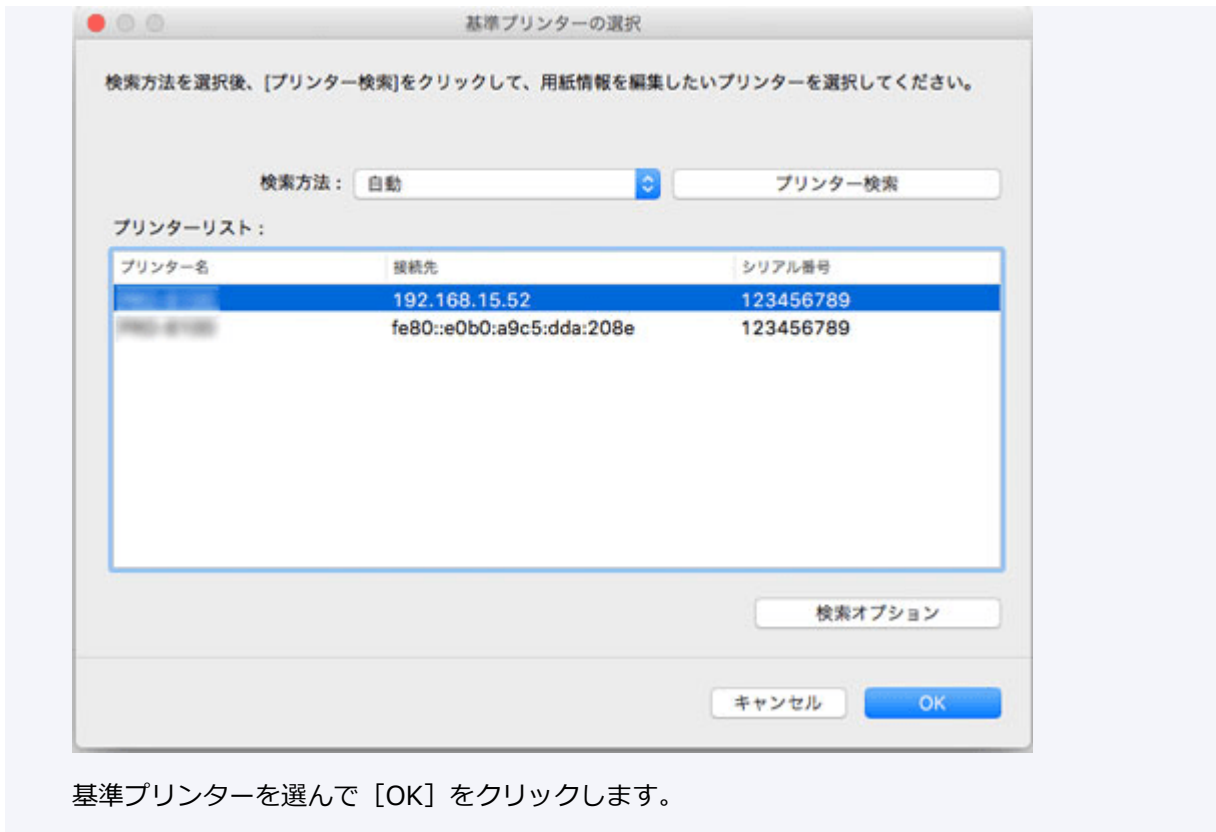 基準プリンターの選択
検索方法を選択後、[プリンター検索]をクリックして、用紙情報を編集したいプリンターを選択してください。
検索方法： 自動 プリンター検索
プリンターリスト：
プリンター名 接続先 シリアル番号
192.168.15.52 123456789
fe80::e0b0:a9c5:dda:208e 123456789
検索オプション
キャンセル OK
基準プリンターを選んで［OK］をクリックします。